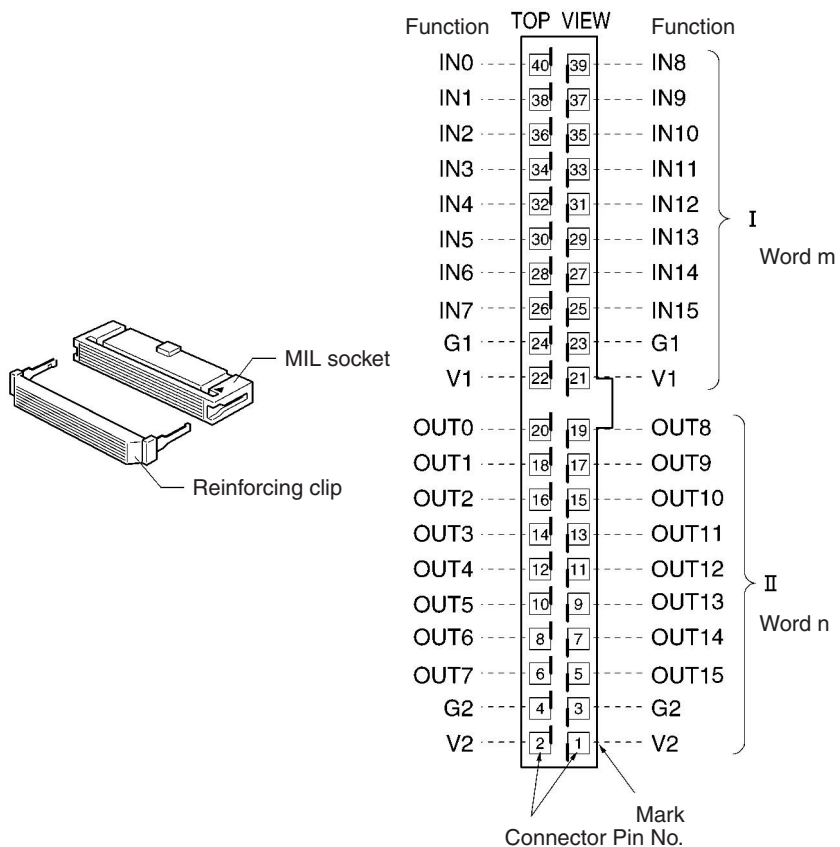 Function TOP VIEW Function
IN0 40 39 IN8
IN1 38 37 IN9
IN2 36 35 IN10
IN3 34 33 IN11
IN4 32 31 IN12
I
IN5 30 29 IN13
Word m
IN6 28 27 IN14
IN7 26 25 IN15
G1 24 23 G1
V1 22 21 V1
MIL socket
OUT0 20 19 OUT8
OUT1 18 17 OUT9
Reinforcing clip
OUT2 16 15 OUT10
OUT3 14 13 OUT11
OUT4 12 11 OUT12
II
OUT5 10 9 OUT13
Word n
OUT6 8 7 OUT14
OUT7 6 5 OUT15
G2 4 3 G2
V2 2 1 V2
Mark
Connector Pin No.